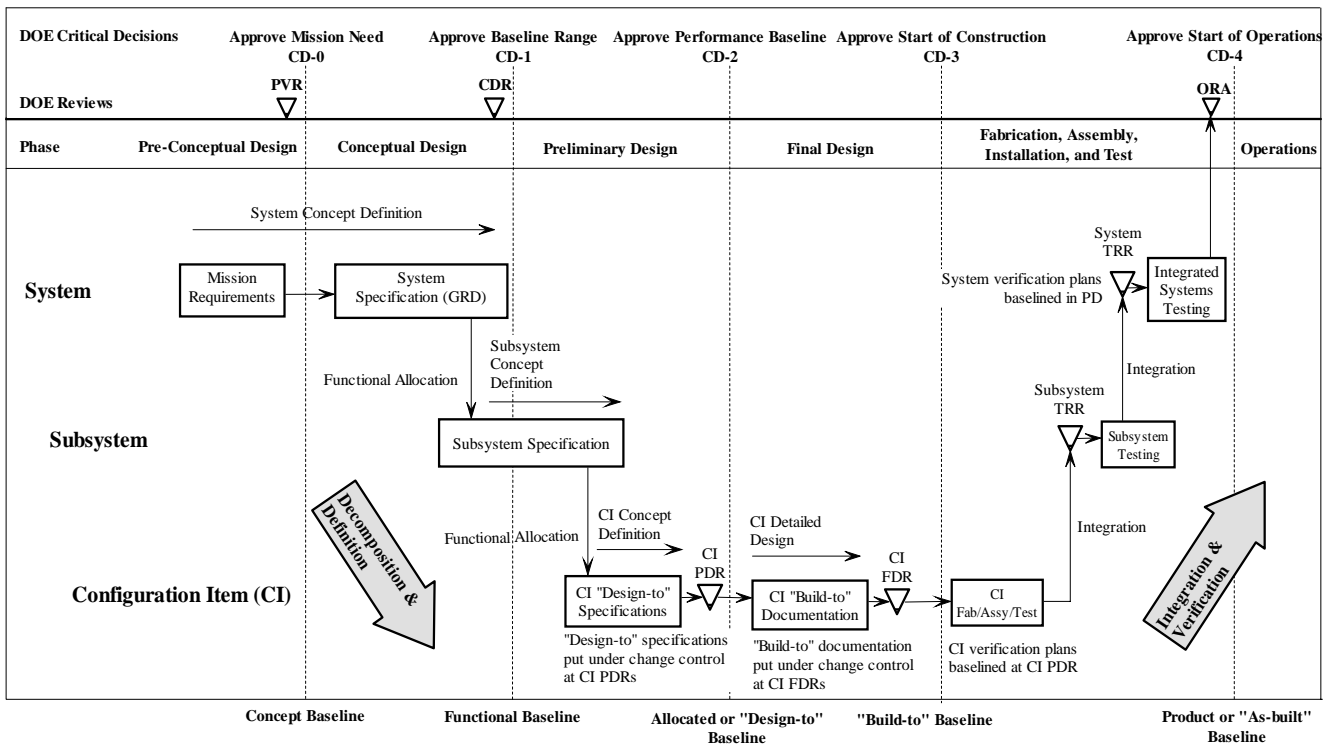 DOE Critical Decisions
Approve Mission Need
CD-0
Approve Baseline Range
CD-1
Approve Performance Baseline
CD-2
Approve Start of Construction
CD-3
Approve Start of Operations
CD-4
DOE Reviews
PVR
CDR
ORA
Phase
Pre-Conceptual Design
Conceptual Design
Preliminary Design
Final Design
Fabrication, Assembly,
Installation, and Test
Operations
System Concept Definition
System
Mission
Requirements
System
Specification (GRD)
System verification plans
baselined in PD
System
TRR
Integrated
Systems
Testing
Functional Allocation
Subsystem
Concept
Definition
Integration
Subsystem
Subsystem Specification
Subsystem
TRR
Subsystem
Testing
Decomposition &
Definition
Functional Allocation
CI Concept
Definition
CI Detailed
Design
Integration
Integration &
Verification
Configuration Item (CI)
CI "Design-to"
Specifications
CI
PDR
CI "Build-to"
Documentation
CI
FDR
CI
Fab/Assy/Test
"Design-to" specifications
put under change control
at CI PDRs
"Build-to" documentation
put under change control
at CI FDRs
CI verification plans
baselined at CI PDR
Concept Baseline
Functional Baseline
Allocated or "Design-to"
Baseline
"Build-to" Baseline
Product or "As-built"
Baseline